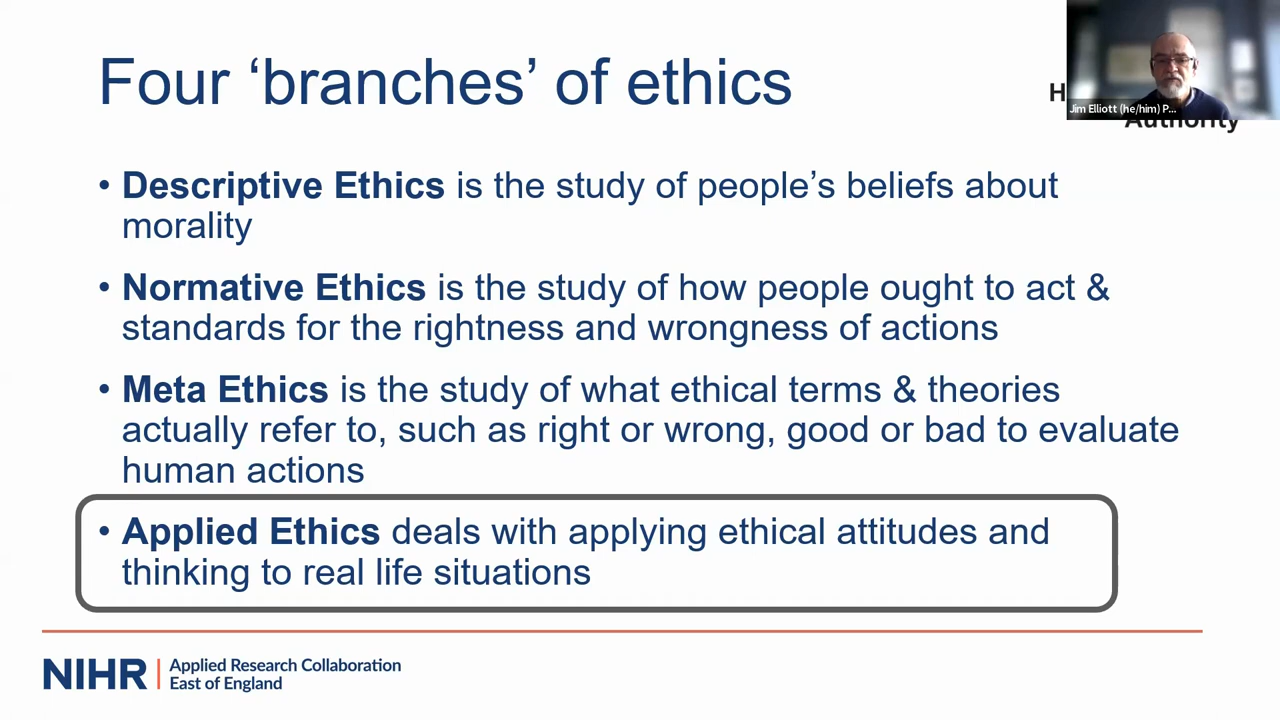 Four ‘branches’ of ethics
H
Jim Elliott (he/him) P...
Authority
• Descriptive Ethics is the study of people’s beliefs about
morality
• Normative Ethics is the study of how people ought to act &
standards for the rightness and wrongness of actions
• Meta Ethics is the study of what ethical terms & theories
actually refer to, such as right or wrong, good or bad to evaluate
human actions
• Applied Ethics deals with applying ethical attitudes and
thinking to real life situations
NIHR | Applied Research Collaboration
East of England